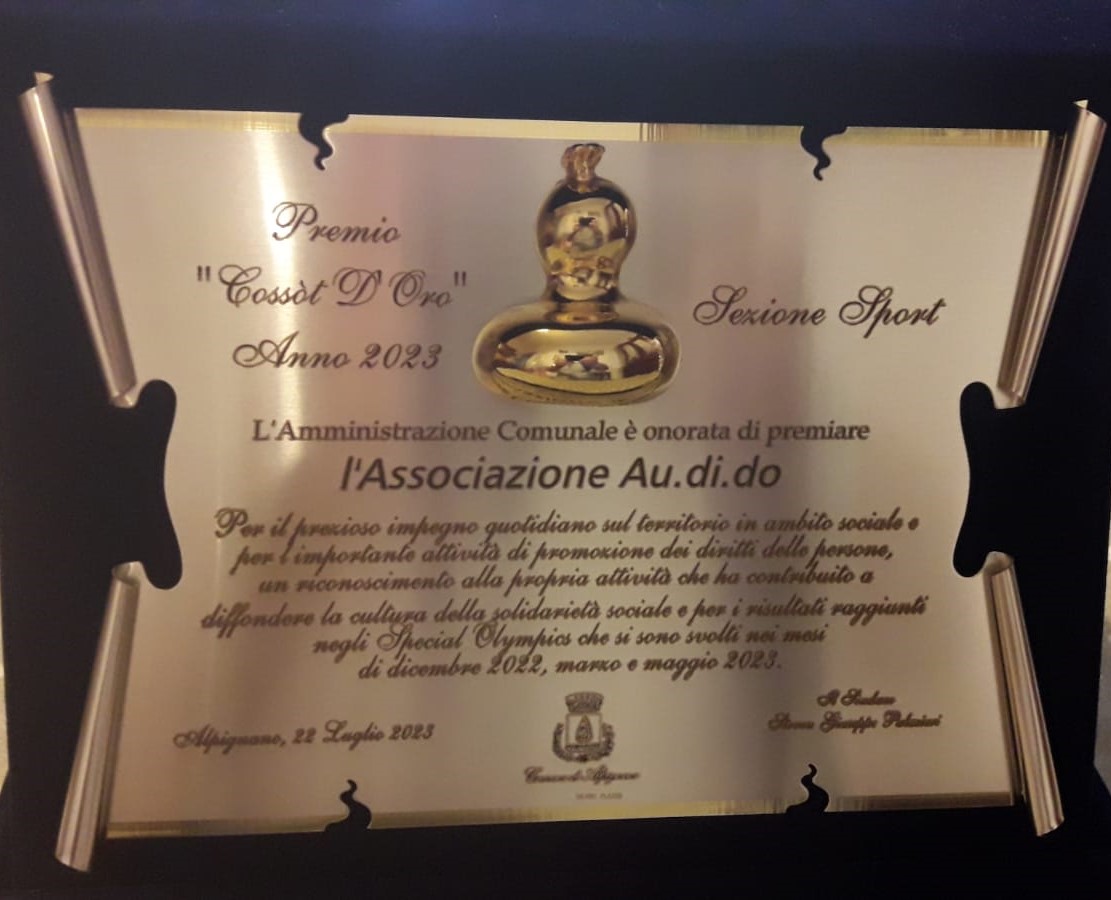 Premio
"Cossòt D'Oro"
Anno 2023
Sezione Sport
L'Amministrazione Comunale è onorata di premiare
l'Associazione Au.di.do
Per il prezioso impegno quotidiano sul territorio in ambito sociale e
per l'importante attività di promozione dei diritti delle persone,
un riconoscimento alla propria attività che ha contribuito a
diffondere la cultura della solidarietà sociale e per i risultati raggiunti
negli Special Olympics che si sono svolti nei mesi
di dicembre 2022, marzo e maggio 2023.
Alpignano, 22 Luglio 2023
Comune di Alpignano
Il Sindaco
Steven Giuseppe Palmieri